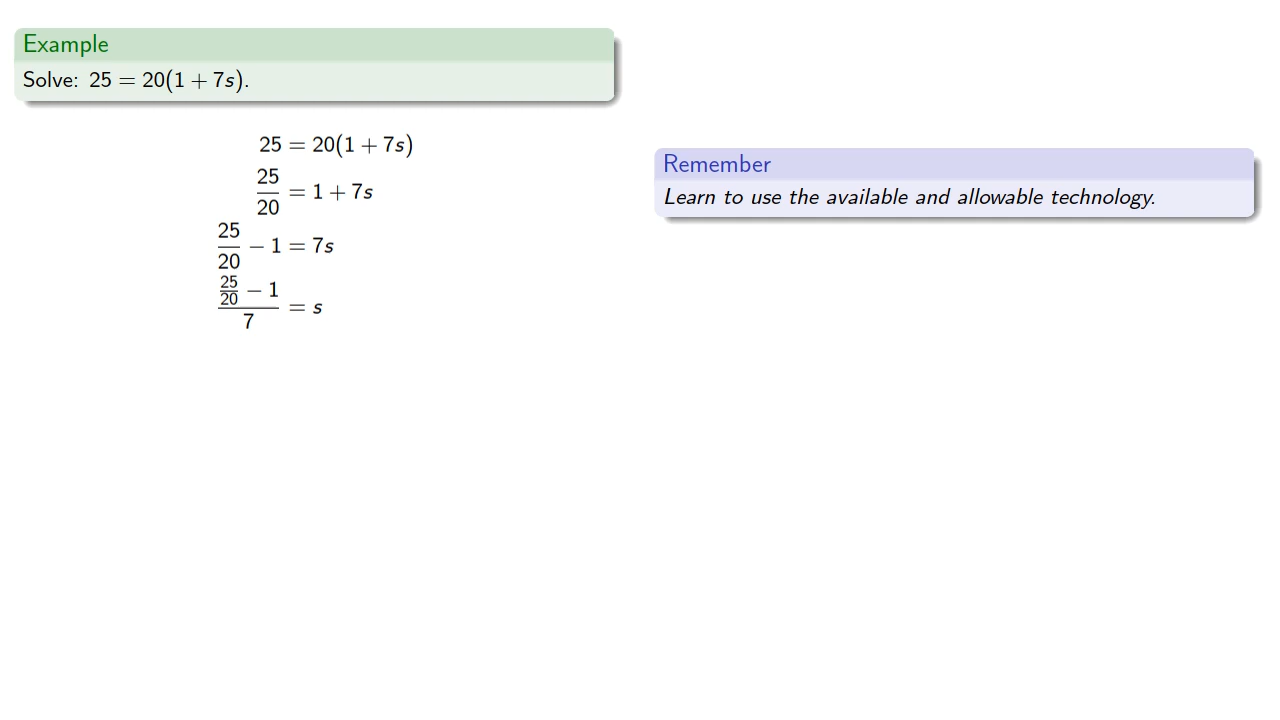 Example
Solve: 25 = 20(1 + 7s).
25 = 20(1 + 7s)
25/20 = 1 + 7s
25/20 − 1 = 7s
(25/20 − 1)/7 = s
Remember
Learn to use the available and allowable technology.